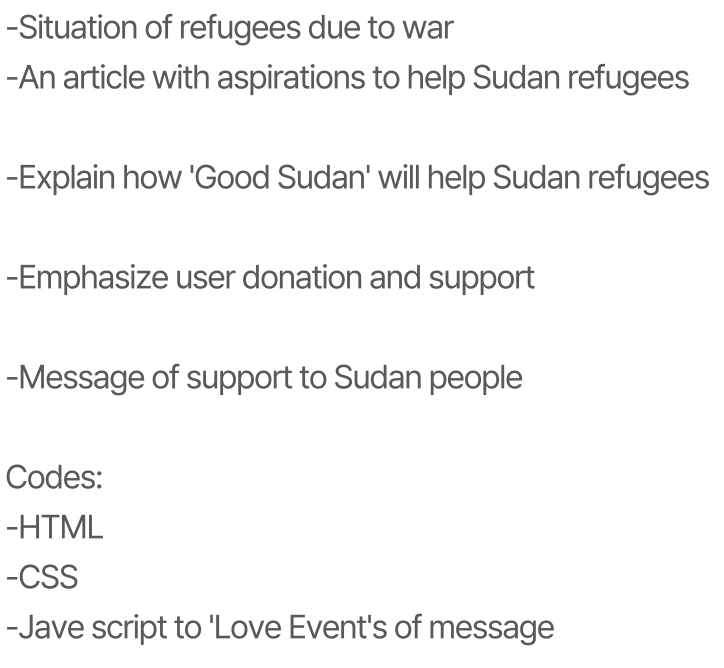 -Situation of refugees due to war
-An article with aspirations to help Sudan refugees
-Explain how 'Good Sudan' will help Sudan refugees
-Emphasize user donation and support
-Message of support to Sudan people
Codes:
-HTML
-CSS
-Jave script to 'Love Event's of message